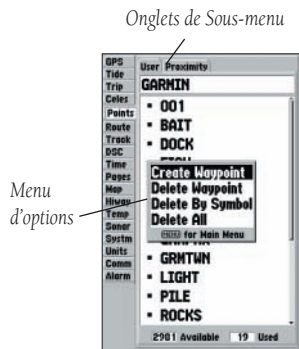 Onglets de Sous-menu
GPS
Tide
Trip
Celes
Points
Route
Track
DSC
Time
Pages
Map
Hiway
Temp
Sonar
Systm
Units
Comm
Alarm
User Proximity
GARMIN
001
BAIT
DOCK
Create Waypoint
Delete Waypoint
Delete By Symbol
Delete All
MENU for Main Menu
GRMTWN
LIGHT
PILE
ROCKS
2981 Available 19 Used
Menu
d'options